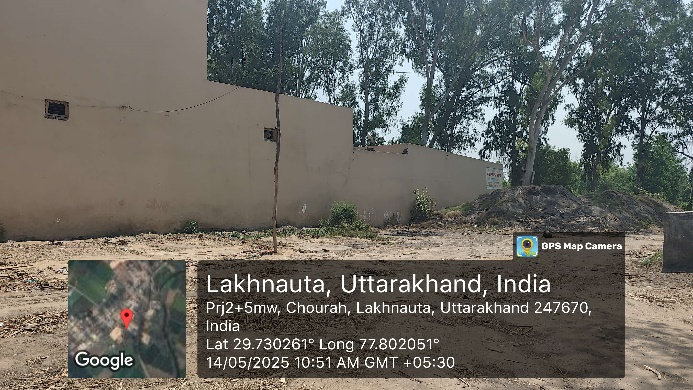 GPS Map Camera
Lakhnauta, Uttarakhand, India
Prj2+5mw, Chourah, Lakhnauta, Uttarakhand 247670,
India
Lat 29.730261° Long 77.802051°
14/05/2025 10:51 AM GMT +05:30
Google